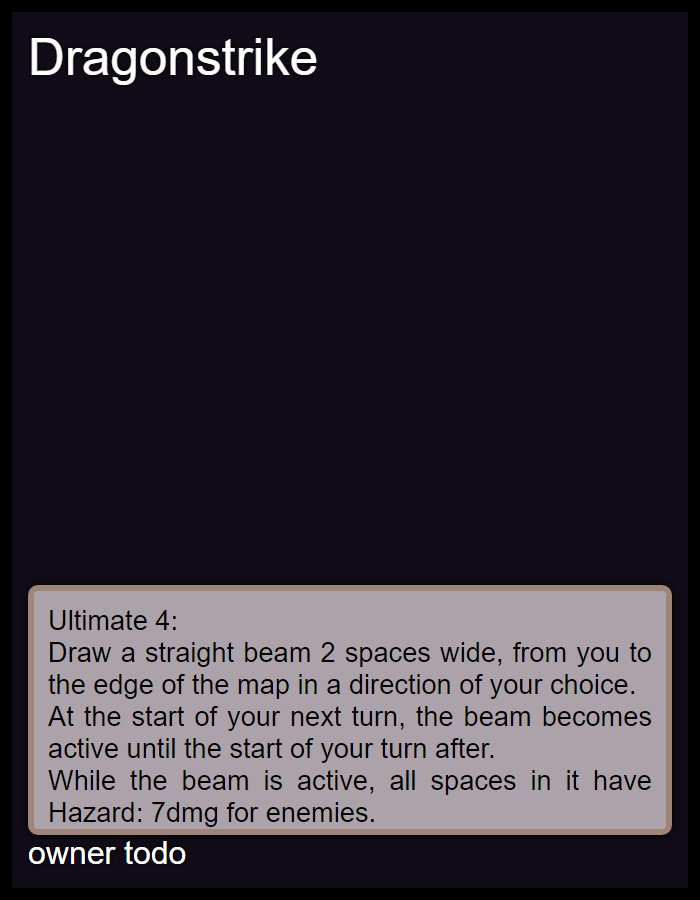 Dragonstrike
Ultimate 4:
Draw a straight beam 2 spaces wide, from you to
the edge of the map in a direction of your choice.
At the start of your next turn, the beam becomes
active until the start of your turn after.
While the beam is active, all spaces in it have
Hazard: 7dmg for enemies.
owner todo